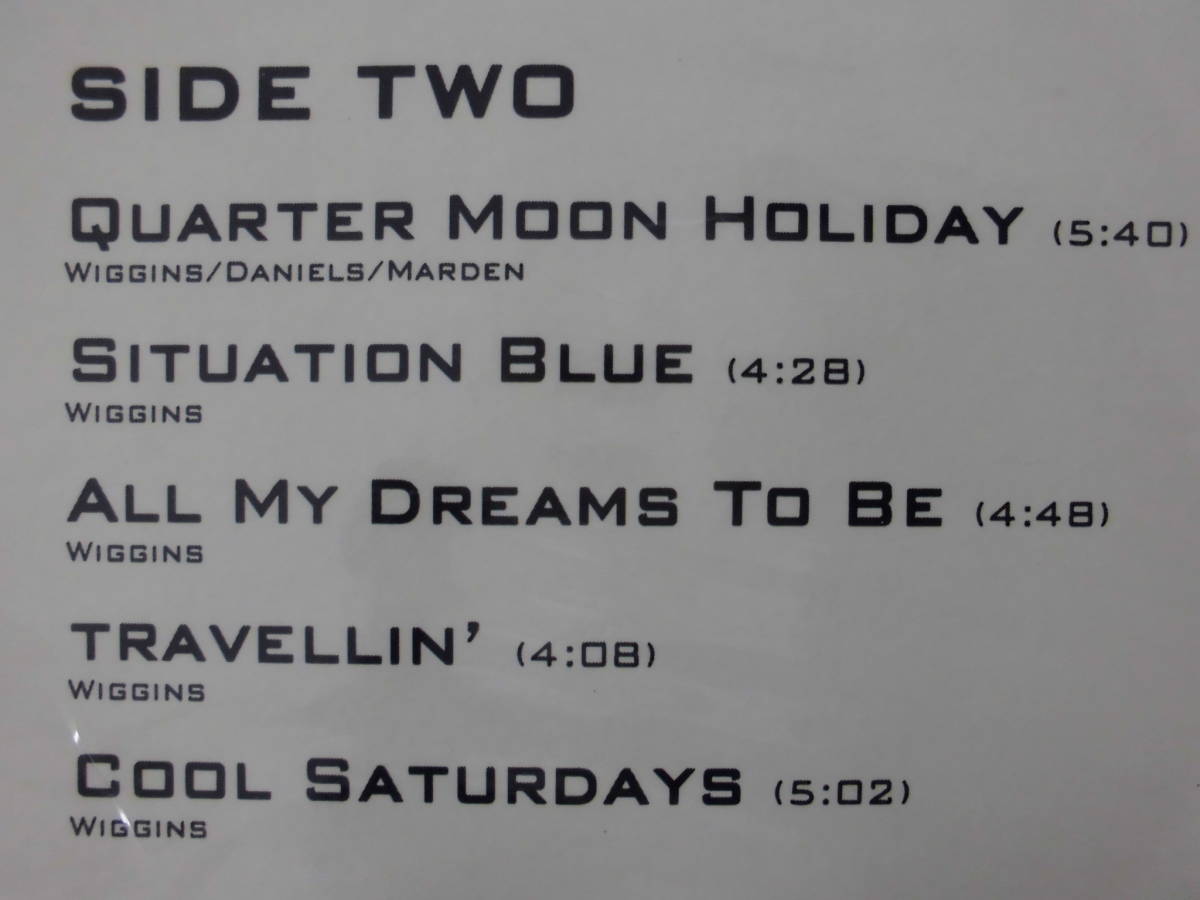 SIDE TWO
QUARTER MOON HOLIDAY (5:40)
WIGGINS/DANIELS/MARDEN
SITUATION BLUE (4:28)
WIGGINS
ALL MY DREAMS TO BE (4:48)
WIGGINS
TRAVELLIN' (4:08)
WIGGINS
COOL SATURDAYS (5:02)
WIGGINS